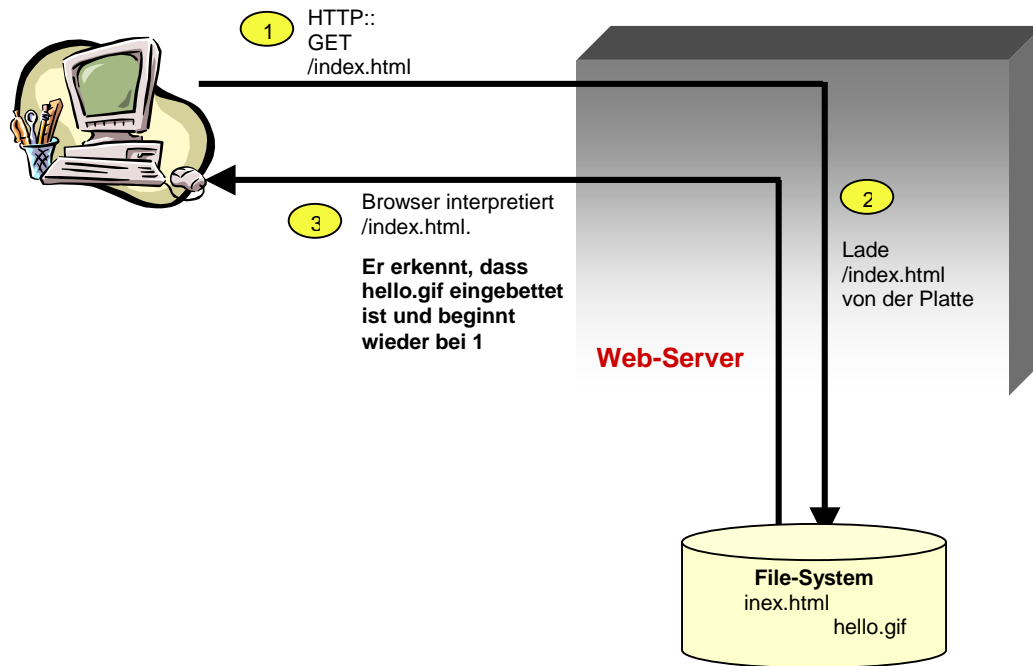 1
HTTP::
GET
/index.html
2
Lade
/index.html
von der Platte
3
Browser interpretiert
/index.html.
Er erkennt, dass
hello.gif eingebettet
ist und beginnt
wieder bei 1
Web-Server
File-System
inex.html
hello.gif